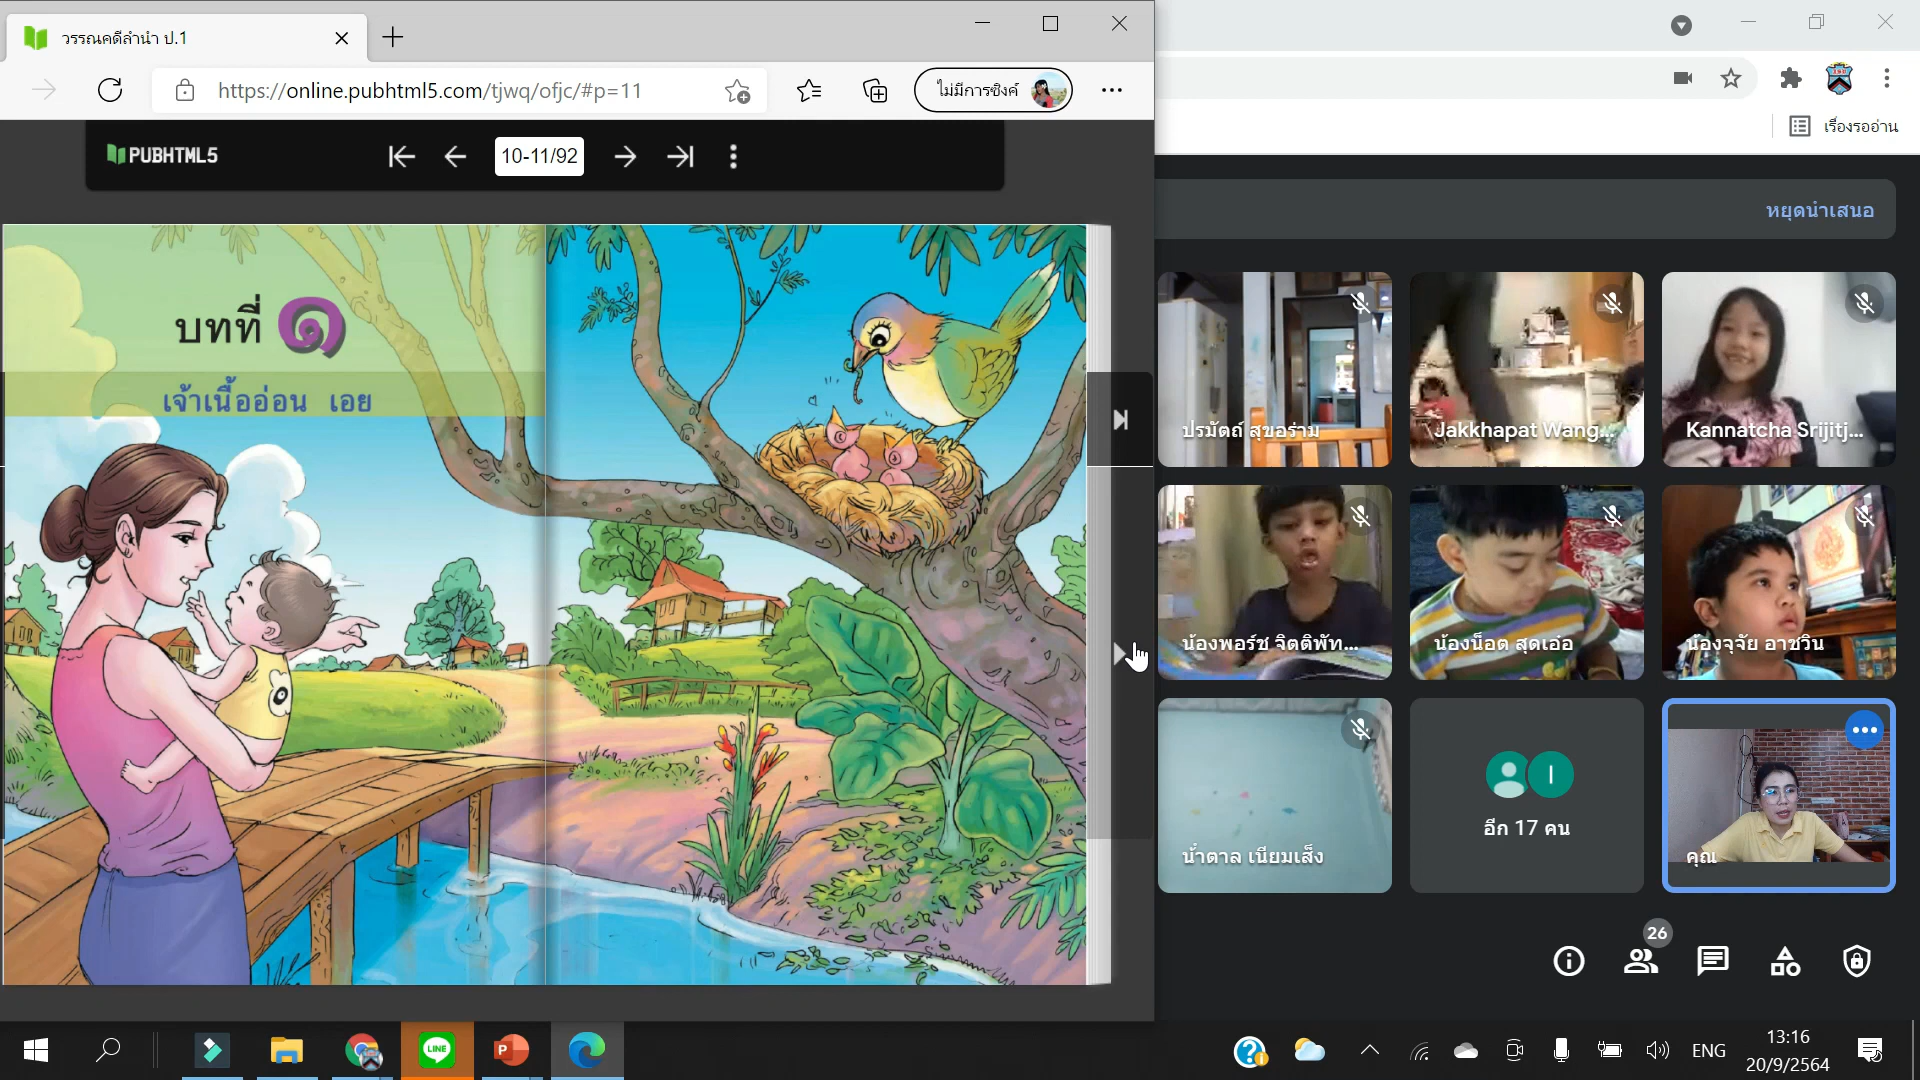 วรรณคดีลำนำ ป.1
https://online.pubhtml5.com/tjwq/ofjc/#p=11
ไม่มีการซิงค์
เรื่องรออ่าน
PUBHTML5
10-11/92
หยุดนำเสนอ
บทที่ ๑
เจ้าเนื้ออ่อน เอย
ปรมัตถ์ สุขอร่าม
Jakkhapat Wang...
Kannatcha Srijitj...
น้องพอร์ช จิตติพัท...
น้องน็อต สุดเอ๋อ
น้องจุจัย อาชวิน
น้ำตาล เนียมเส็ง
I
อีก 17 คน
คุณ
26
LINE
ENG
13:16
20/9/2564